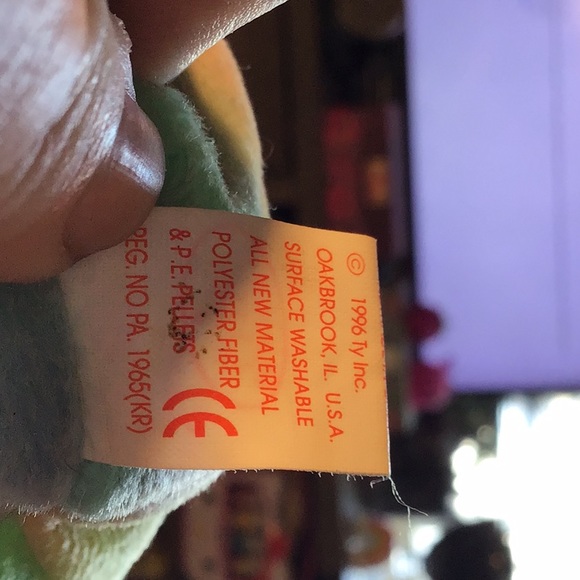 © 1996 Ty Inc.
OAKBROOK, IL. U.S.A.
SURFACE WASHABLE
ALL NEW MATERIAL
POLYESTER FIBER
& P.E. PELLETS
REG. NO PA. 1965(KR)
CE